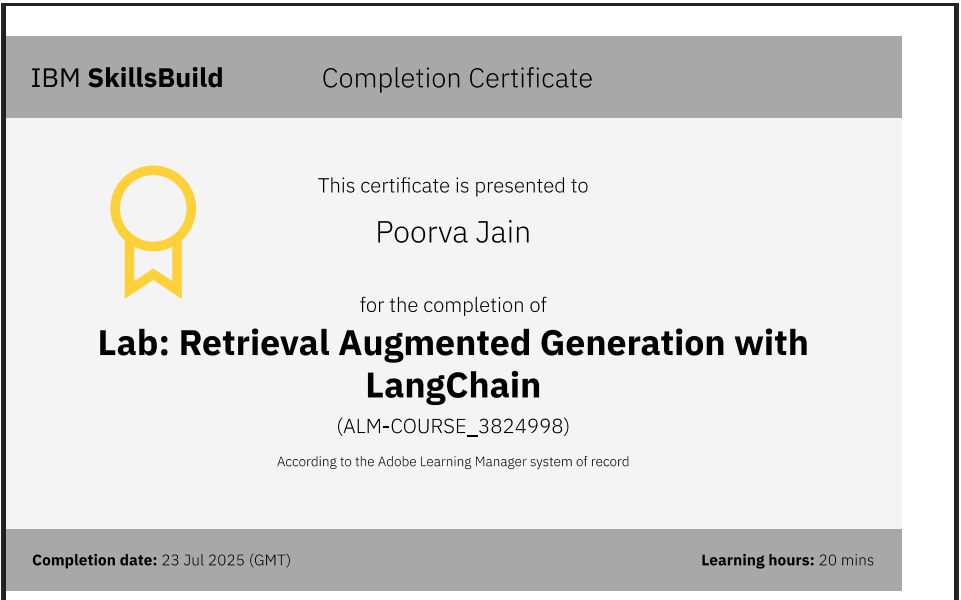 IBM SkillsBuild
Completion Certificate
This certificate is presented to
Poorva Jain
for the completion of
Lab: Retrieval Augmented Generation with
LangChain
(ALM-COURSE_3824998)
According to the Adobe Learning Manager system of record
Completion date: 23 Jul 2025 (GMT)
Learning hours: 20 mins